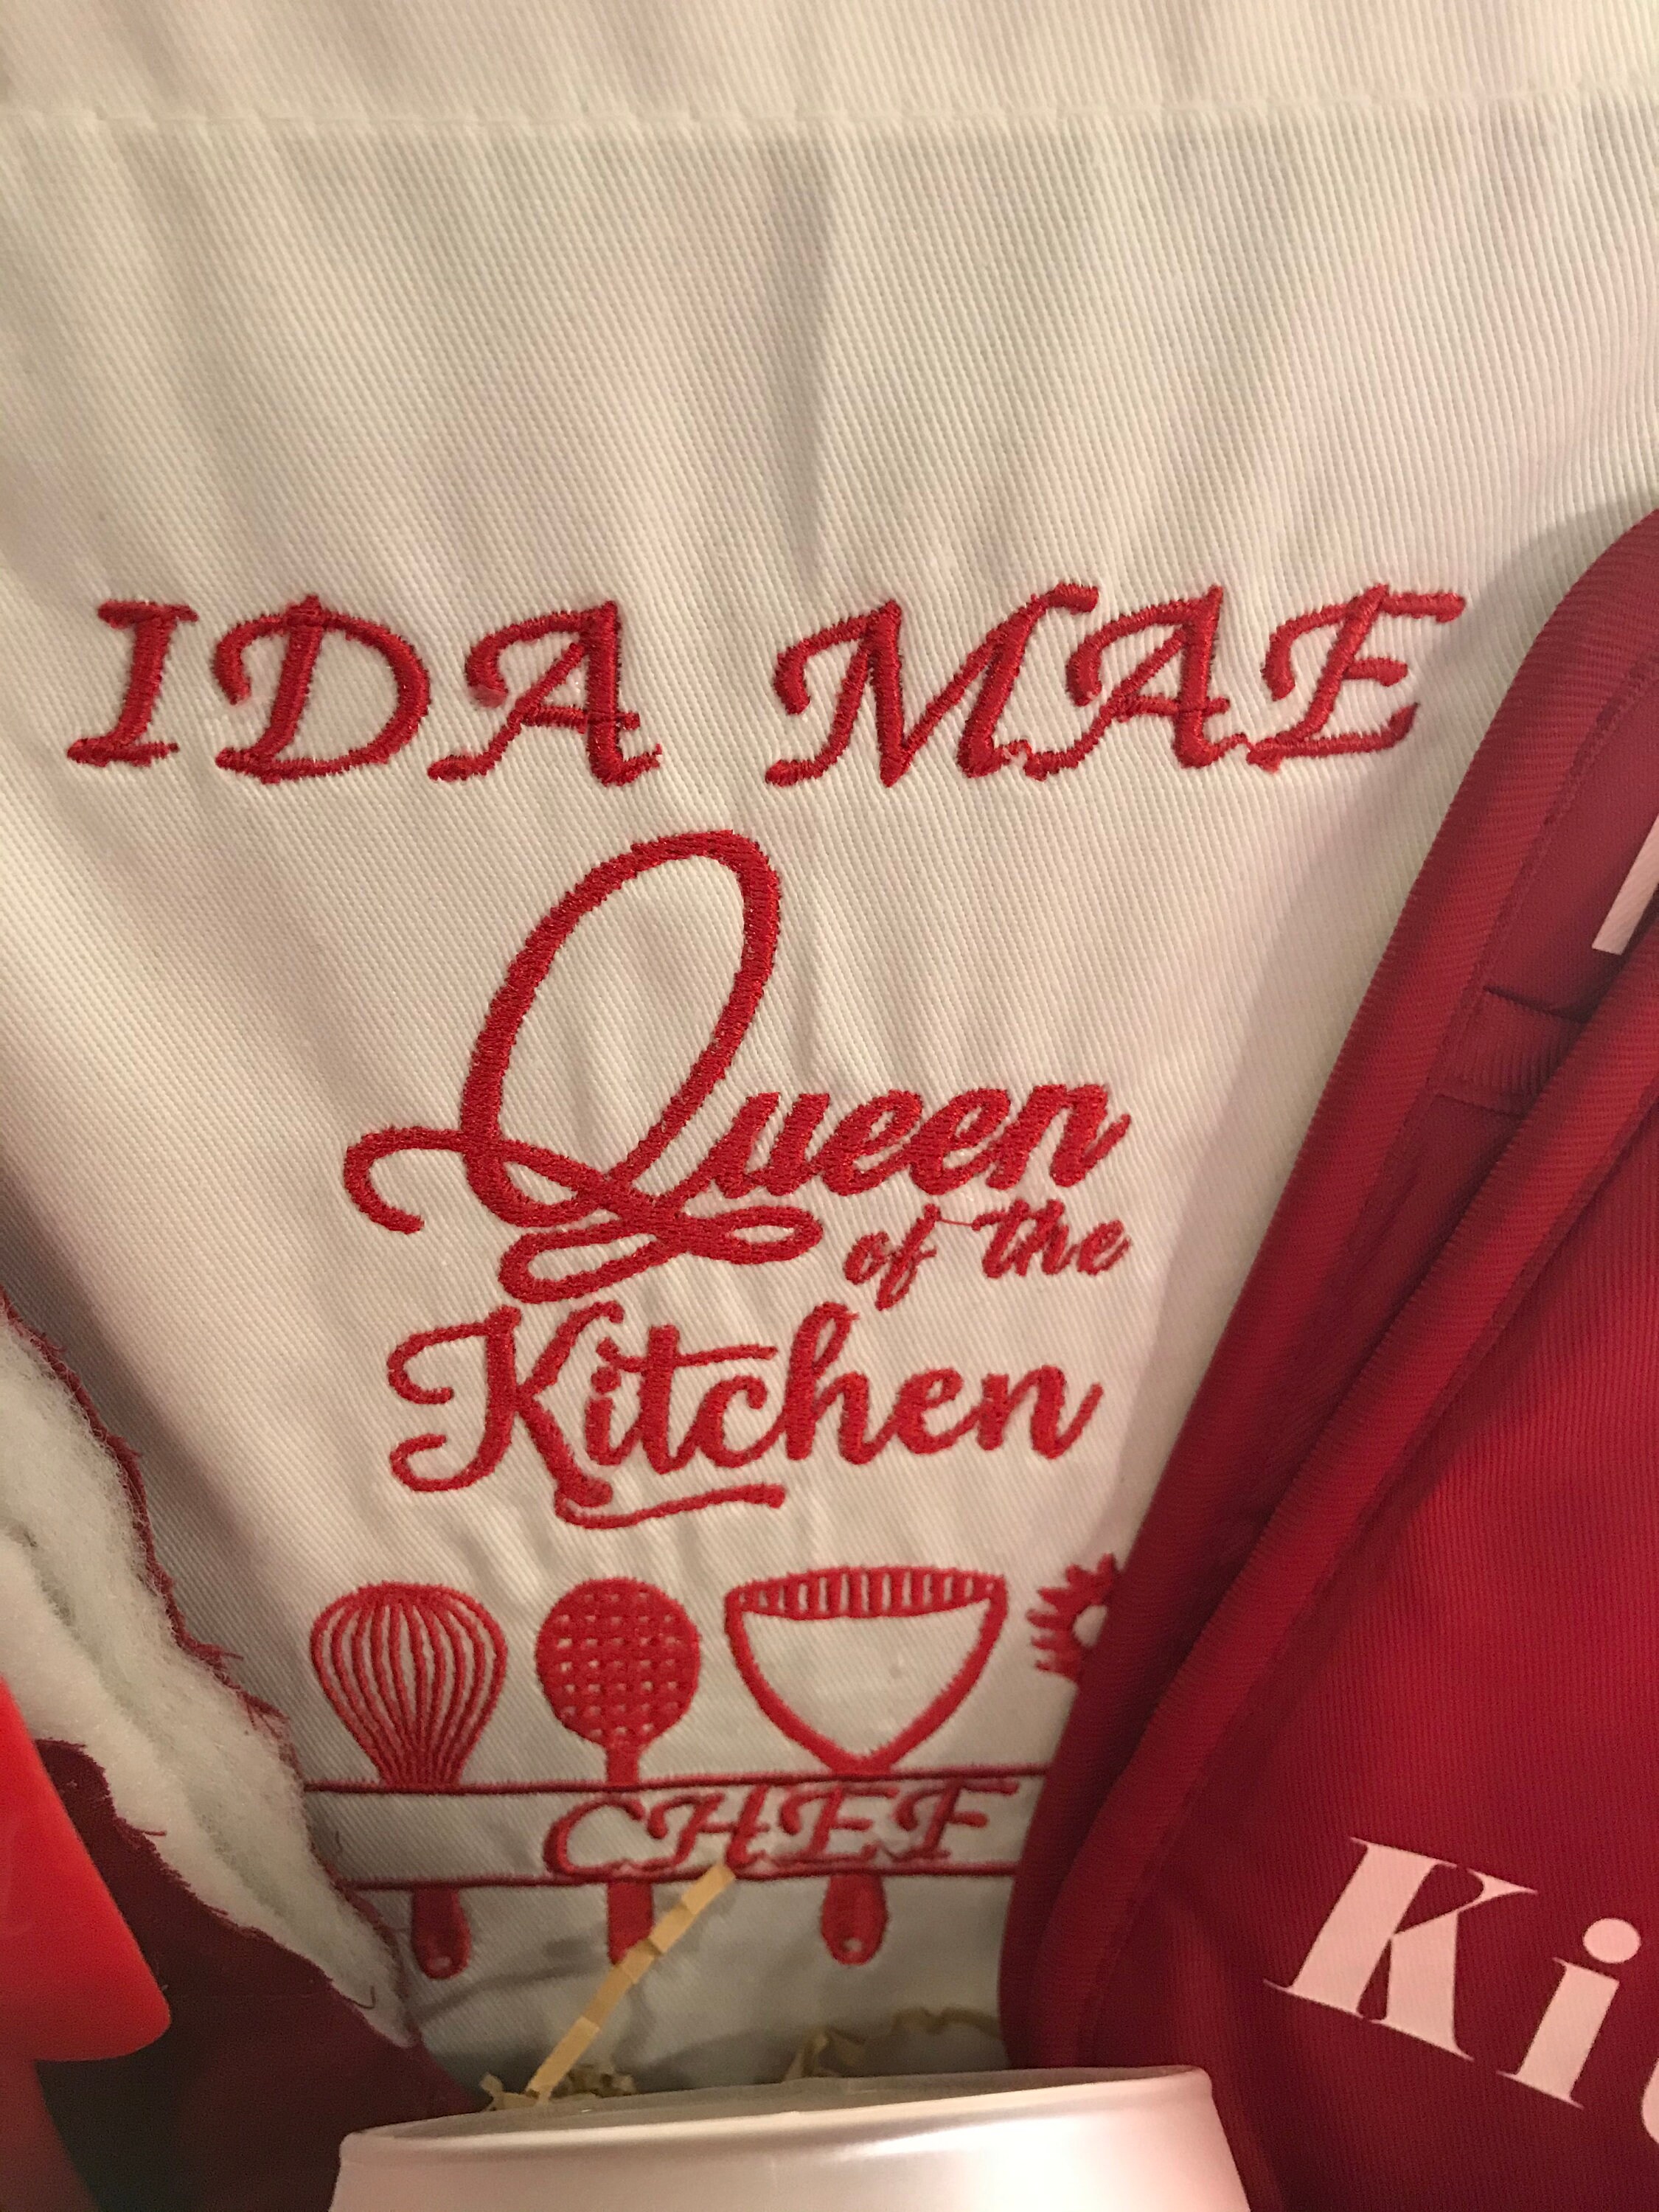 IDA MAE
Queen
of the
Kitchen
CHEF